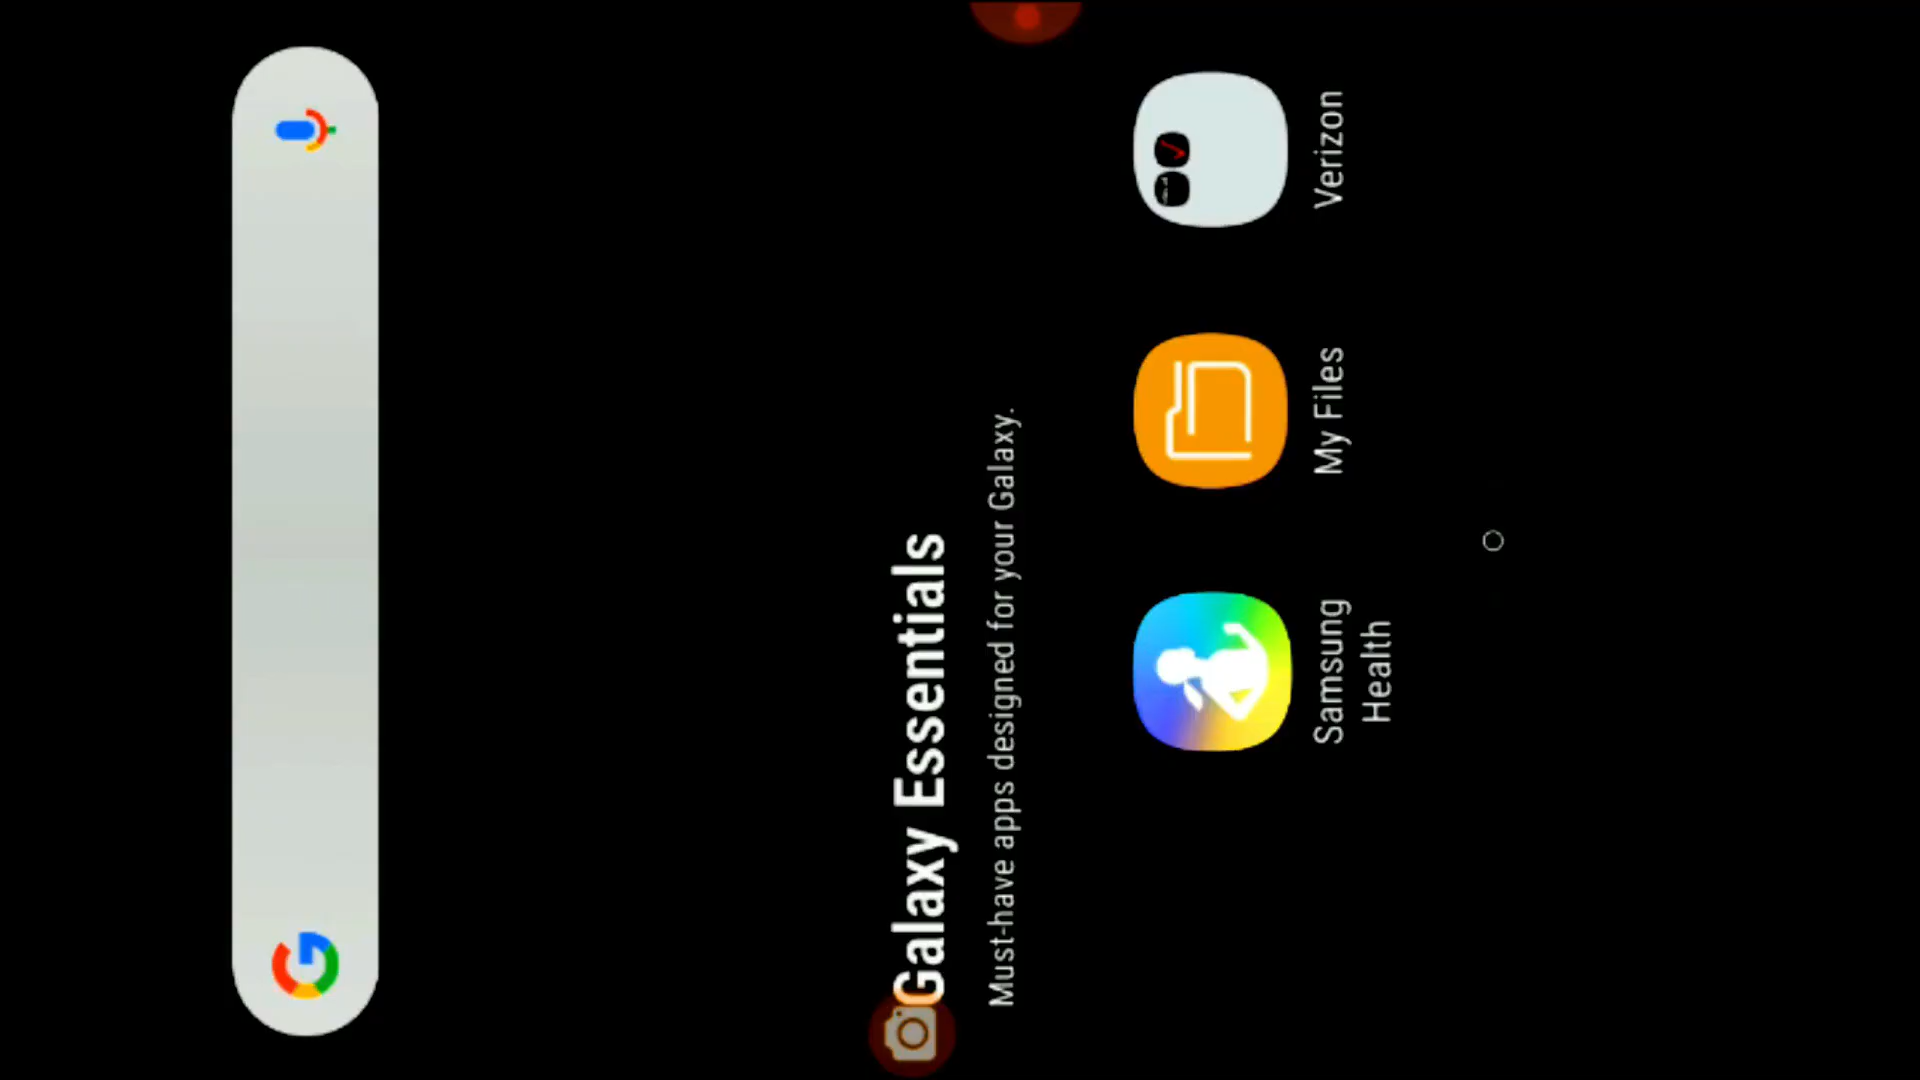 Galaxy Essentials
Must-have apps designed for your Galaxy.
Samsung
Health
My Files
Verizon